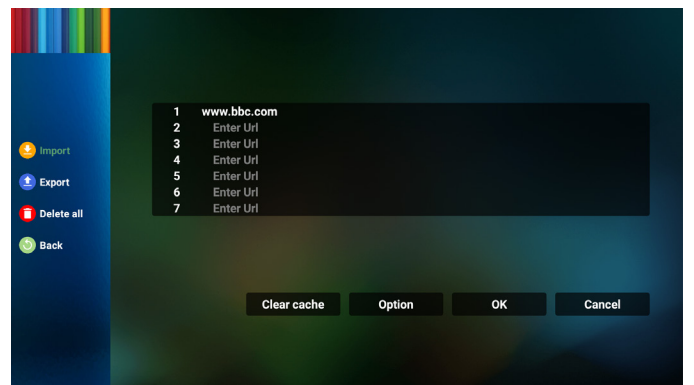 Import
Export
Delete all
Back
1 www.bbc.com
2 Enter Url
3 Enter Url
4 Enter Url
5 Enter Url
6 Enter Url
7 Enter Url
Clear cache Option OK Cancel